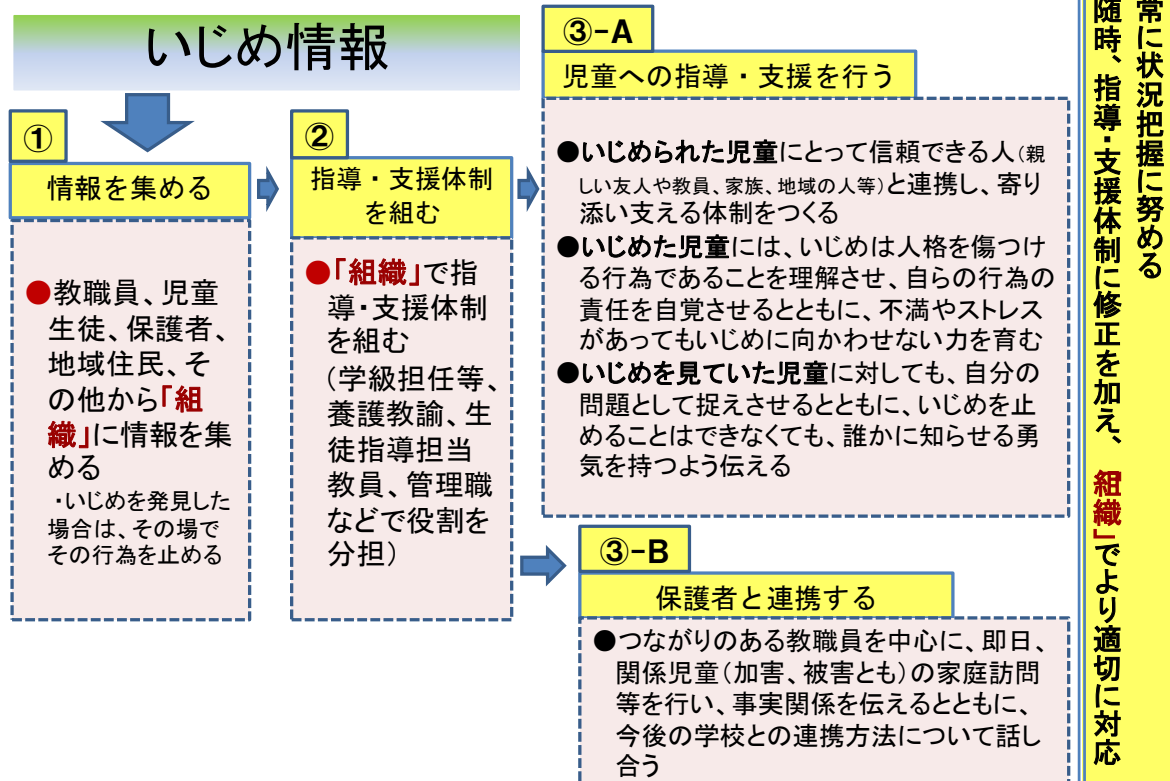 いじめ情報
①
情報を集める
●教職員、児童
生徒、保護者、
地域住民、そ
の他から「組
織」に情報を集
める
・いじめを発見した
場合は、その場で
その行為を止める
②
指導・支援体制
を組む
●「組織」で指
導・支援体制
を組む
(学級担任等、
養護教諭、生
徒指導担当
教員、管理職
などで役割を
分担)
③-A
児童への指導・支援を行う
●いじめられた児童にとって信頼できる人(親
しい友人や教員、家族、地域の人等)と連携し、寄り
添い支える体制をつくる
●いじめた児童には、いじめは人格を傷つけ
る行為であることを理解させ、自らの行為の
責任を自覚させるとともに、不満やストレス
があってもいじめに向かわせない力を育む
●いじめを見ていた児童に対しても、自分の
問題として捉えさせるとともに、いじめを止
めることはできなくても、誰かに知らせる勇
気を持つよう伝える
③-B
保護者と連携する
●つながりのある教職員を中心に、即日、
関係児童(加害、被害とも)の家庭訪問
等を行い、事実関係を伝えるとともに、
今後の学校との連携方法について話し
合う
常に状況把握に努める
随時、指導・支援体制に修正を加え、「組織」でより適切に対応